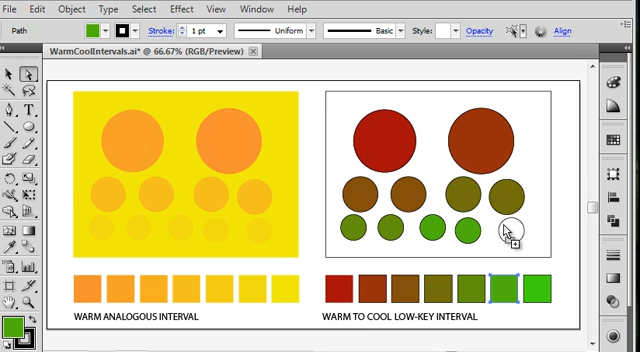 File Edit Object Type Select Effect View Window Help
Path Stroke: 1 pt Uniform Basic Style: Opacity Align
WarmCoolIntervals.ai* @ 66.67% (RGB/Preview)
T
WARM ANALOGOUS INTERVAL WARM TO COOL LOW-KEY INTERVAL